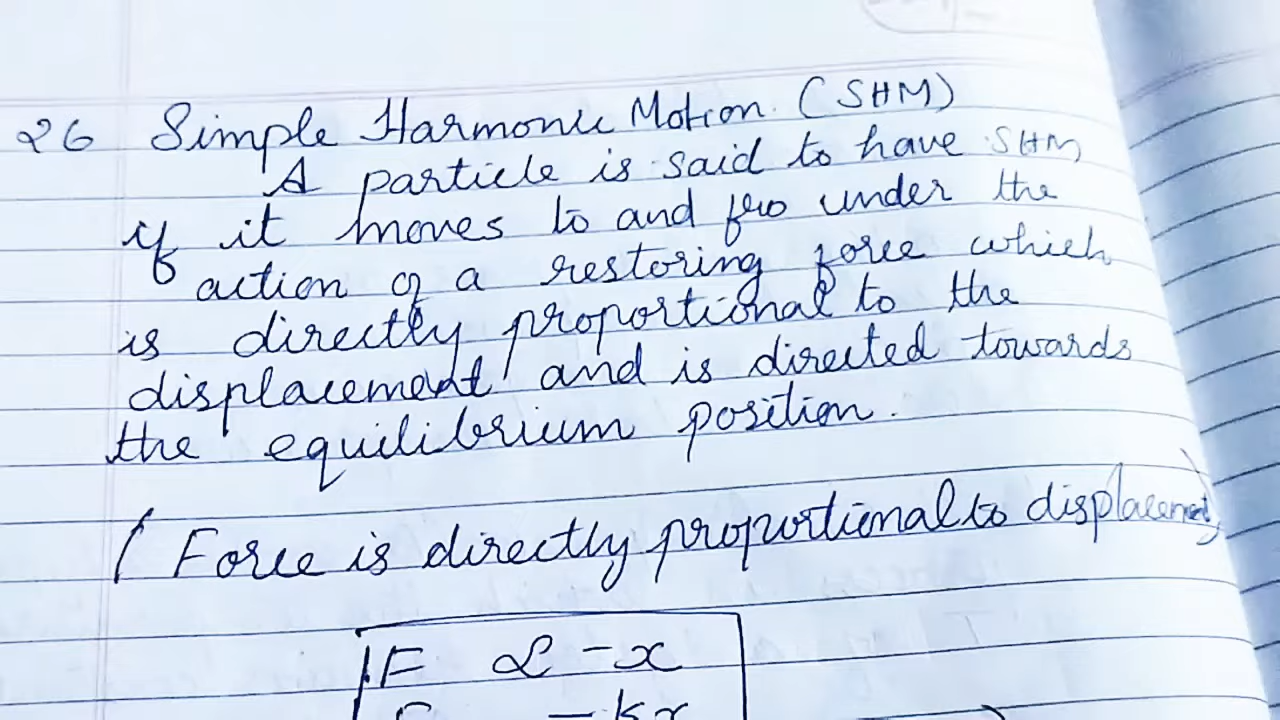 26 Simple Harmonic Motion. (SHM)
A particle is said to have SHM
if it moves to and fro under the
action of a restoring force which
is directly proportional to the
displacement and is directed towards
the equilibrium position.
( Force is directly proportional to displacement)
F α -x
-kx